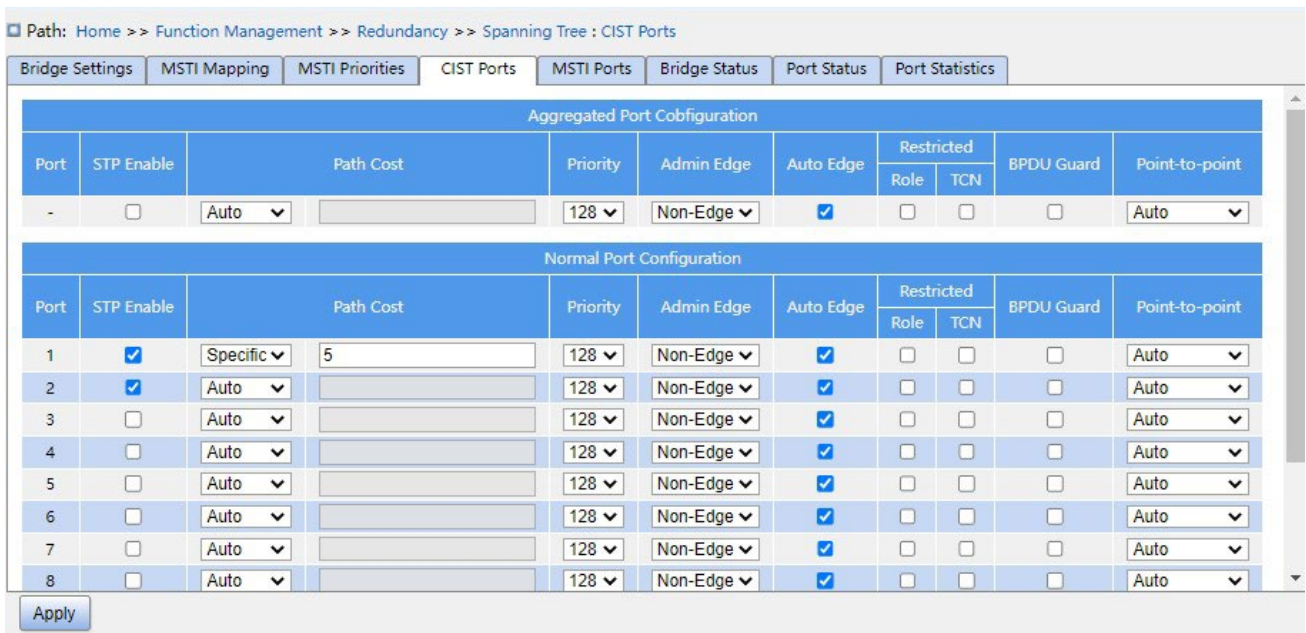 Path: Home >> Function Management >> Redundancy >> Spanning Tree : CIST Ports
Bridge Settings MSTI Mapping MSTI Priorities CIST Ports MSTI Ports Bridge Status Port Status Port Statistics
Aggregated Port Cobfiguration
Port STP Enable Path Cost Priority Admin Edge Auto Edge Restricted BPDU Guard Point-to-point
Role TCN
- Auto 128 Non-Edge Auto
Normal Port Configuration
Port STP Enable Path Cost Priority Admin Edge Auto Edge Restricted BPDU Guard Point-to-point
Role TCN
1 Specific 5 128 Non-Edge Auto
2 Auto 128 Non-Edge Auto
3 Auto 128 Non-Edge Auto
4 Auto 128 Non-Edge Auto
5 Auto 128 Non-Edge Auto
6 Auto 128 Non-Edge Auto
7 Auto 128 Non-Edge Auto
8 Auto 128 Non-Edge Auto
Apply